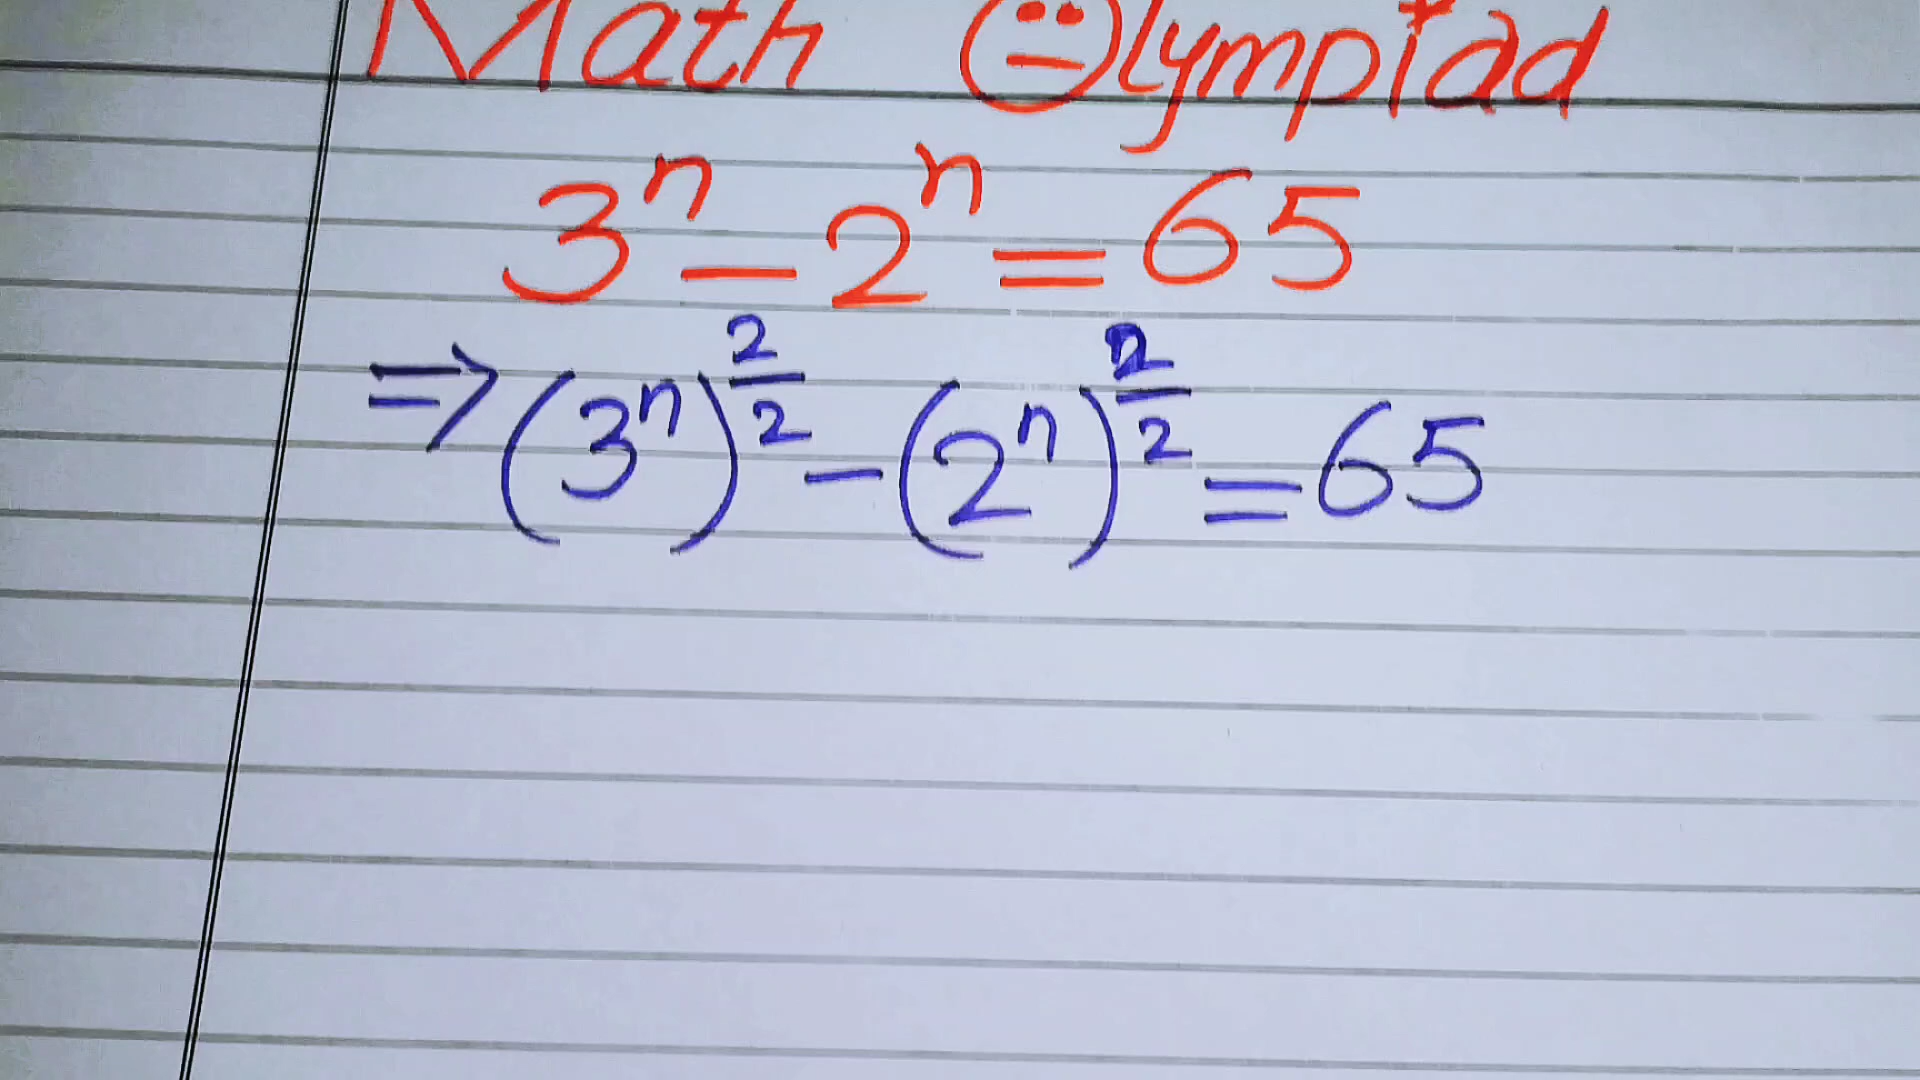 Math Olympiad
3ⁿ - 2ⁿ = 65
⇒ (3ⁿ)^(2/2) - (2ⁿ)^(2/2) = 65